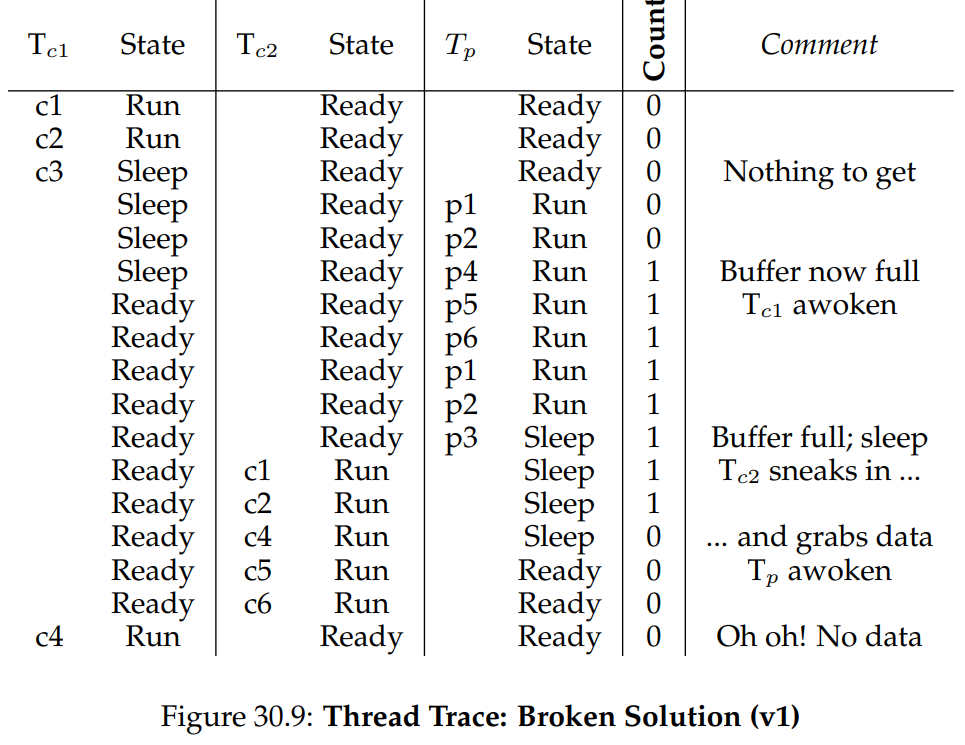 T_c1 State T_c2 State T_p State Count Comment
c1 Run Ready Ready 0
c2 Run Ready Ready 0
c3 Sleep Ready Ready 0 Nothing to get
Sleep Ready p1 Run 0
Sleep Ready p2 Run 0
Sleep Ready p4 Run 1 Buffer now full
Ready Ready p5 Run 1 T_c1 awoken
Ready Ready p6 Run 1
Ready Ready p1 Run 1
Ready Ready p2 Run 1
Ready Ready p3 Sleep 1 Buffer full; sleep
Ready c1 Run Sleep 1 T_c2 sneaks in ...
Ready c2 Run Sleep 1
Ready c4 Run Sleep 0 ... and grabs data
Ready c5 Run Ready 0 T_p awoken
Ready c6 Run Ready 0
c4 Run Ready Ready 0 Oh oh! No data
Figure 30.9: Thread Trace: Broken Solution (v1)